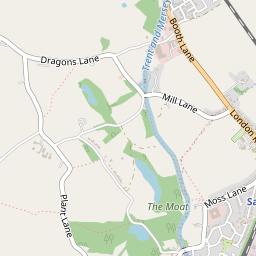 Trent and Mersey
Booth Lane
Dragons Lane
Mill Lane
London R
Moss Lane
Plant Lane
The Moat
Sa